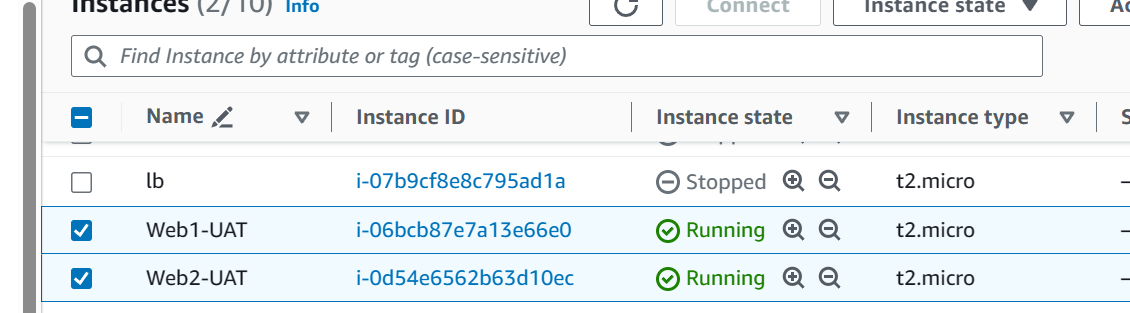 Instances (2/10) Info
Connect
Instance state
Find Instance by attribute or tag (case-sensitive)
Name Instance ID Instance state Instance type
lb i-07b9cf8e8c795ad1a Stopped t2.micro
Web1-UAT i-06bcb87e7a13e66e0 Running t2.micro
Web2-UAT i-0d54e6562b63d10ec Running t2.micro